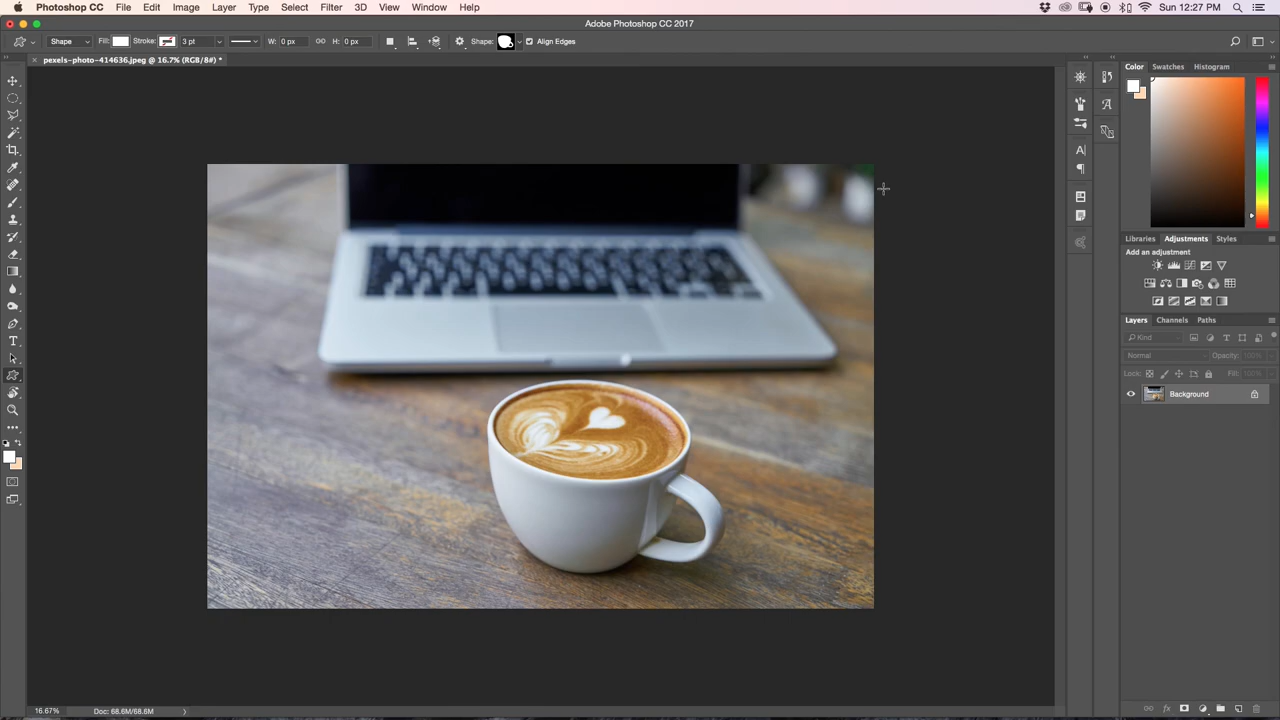 Photoshop CC File Edit Image Layer Type Select Filter 3D View Window Help Sun 12:27 PM
Adobe Photoshop CC 2017
Shape Fill: Stroke: 3 pt W: 0 px H: 0 px Shape: Align Edges
× pexels-photo-414636.jpeg @ 16.7% (RGB/8#) *
Color Swatches Histogram
Libraries Adjustments Styles
Add an adjustment
Layers Channels Paths
Kind
Normal Opacity: 100%
Lock: Fill: 100%
Background
16.67% Doc: 68.6M/68.6M